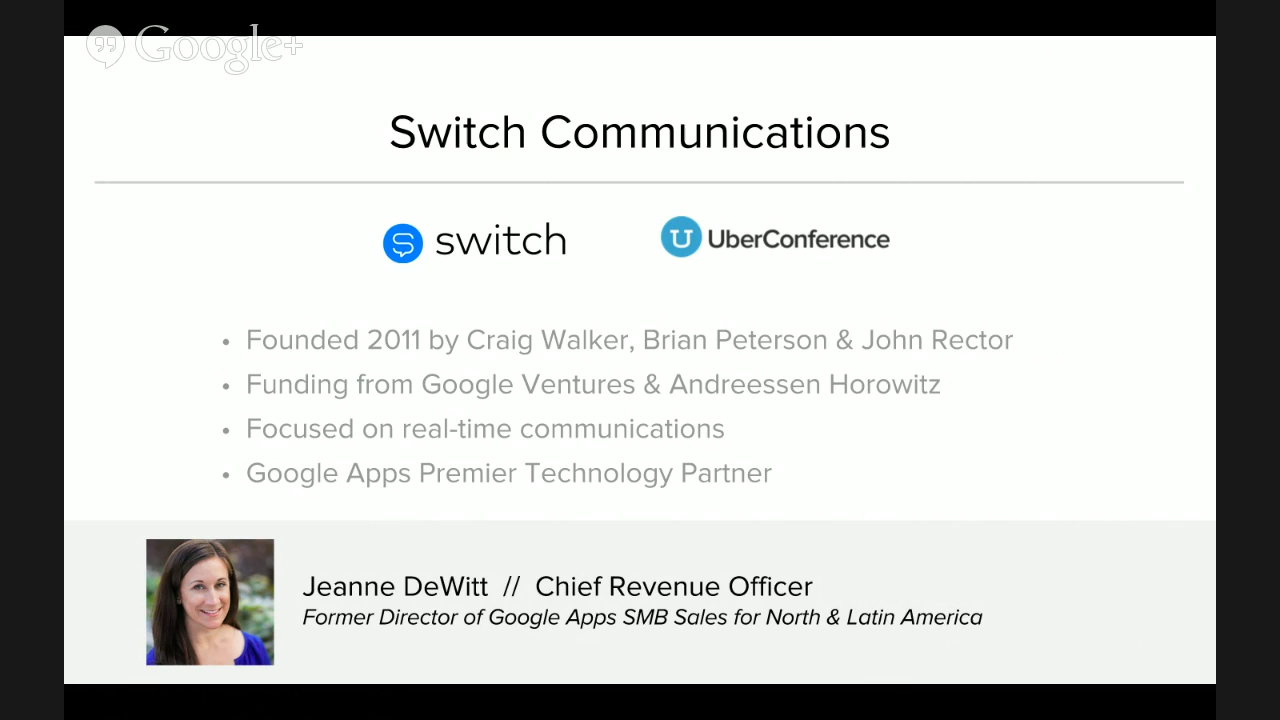 Google+
Switch Communications
switch
U UberConference
• Founded 2011 by Craig Walker, Brian Peterson & John Rector
• Funding from Google Ventures & Andreessen Horowitz
• Focused on real-time communications
• Google Apps Premier Technology Partner
Jeanne DeWitt // Chief Revenue Officer
Former Director of Google Apps SMB Sales for North & Latin America